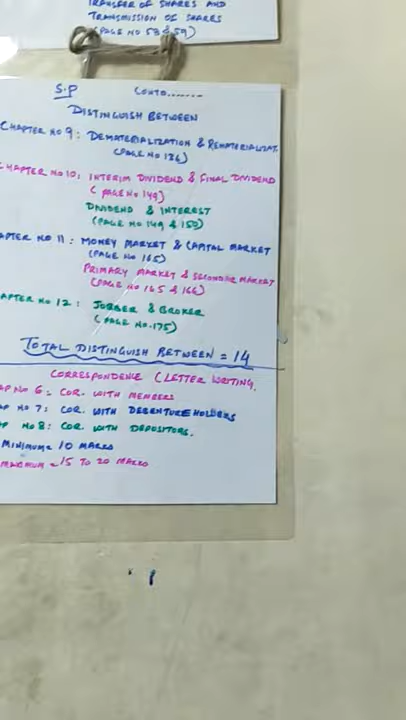 TRANSFER OF SHARES AND
TRANSMISSION OF SHARES
(PAGE NO 58 & 59)
S.P CONTD.......
DISTINGUISH BETWEEN
CHAPTER NO 9: DEMATERIALIZATION & REMATERIALIZAT
(PAGE NO 136)
HAPTER NO 10: INTERIM DIVIDEND & FINAL DIVIDEND
(PAGE NO 149)
DIVIDEND & INTEREST
(PAGE NO 149 & 150)
APTER NO 11: MONEY MARKET & CAPITAL MARKET
(PAGE NO 165)
PRIMARY MARKET & SECONDARY MARKET
(PAGE NO 165 & 166)
APTER NO 12: JOBBER & BROKER
(PAGE NO. 175)
TOTAL DISTINGUISH BETWEEN = 14
CORRESPONDENCE (LETTER WRITING.
AP NO 6: COR. WITH MEMBERS
AP NO 7: COR. WITH DEBENTURE HOLDERS
AP NO 8: COR. WITH DEPOSITORS.
MINIMUM = 10 MARKS
MAXIMUM = 15 TO 20 MARKS